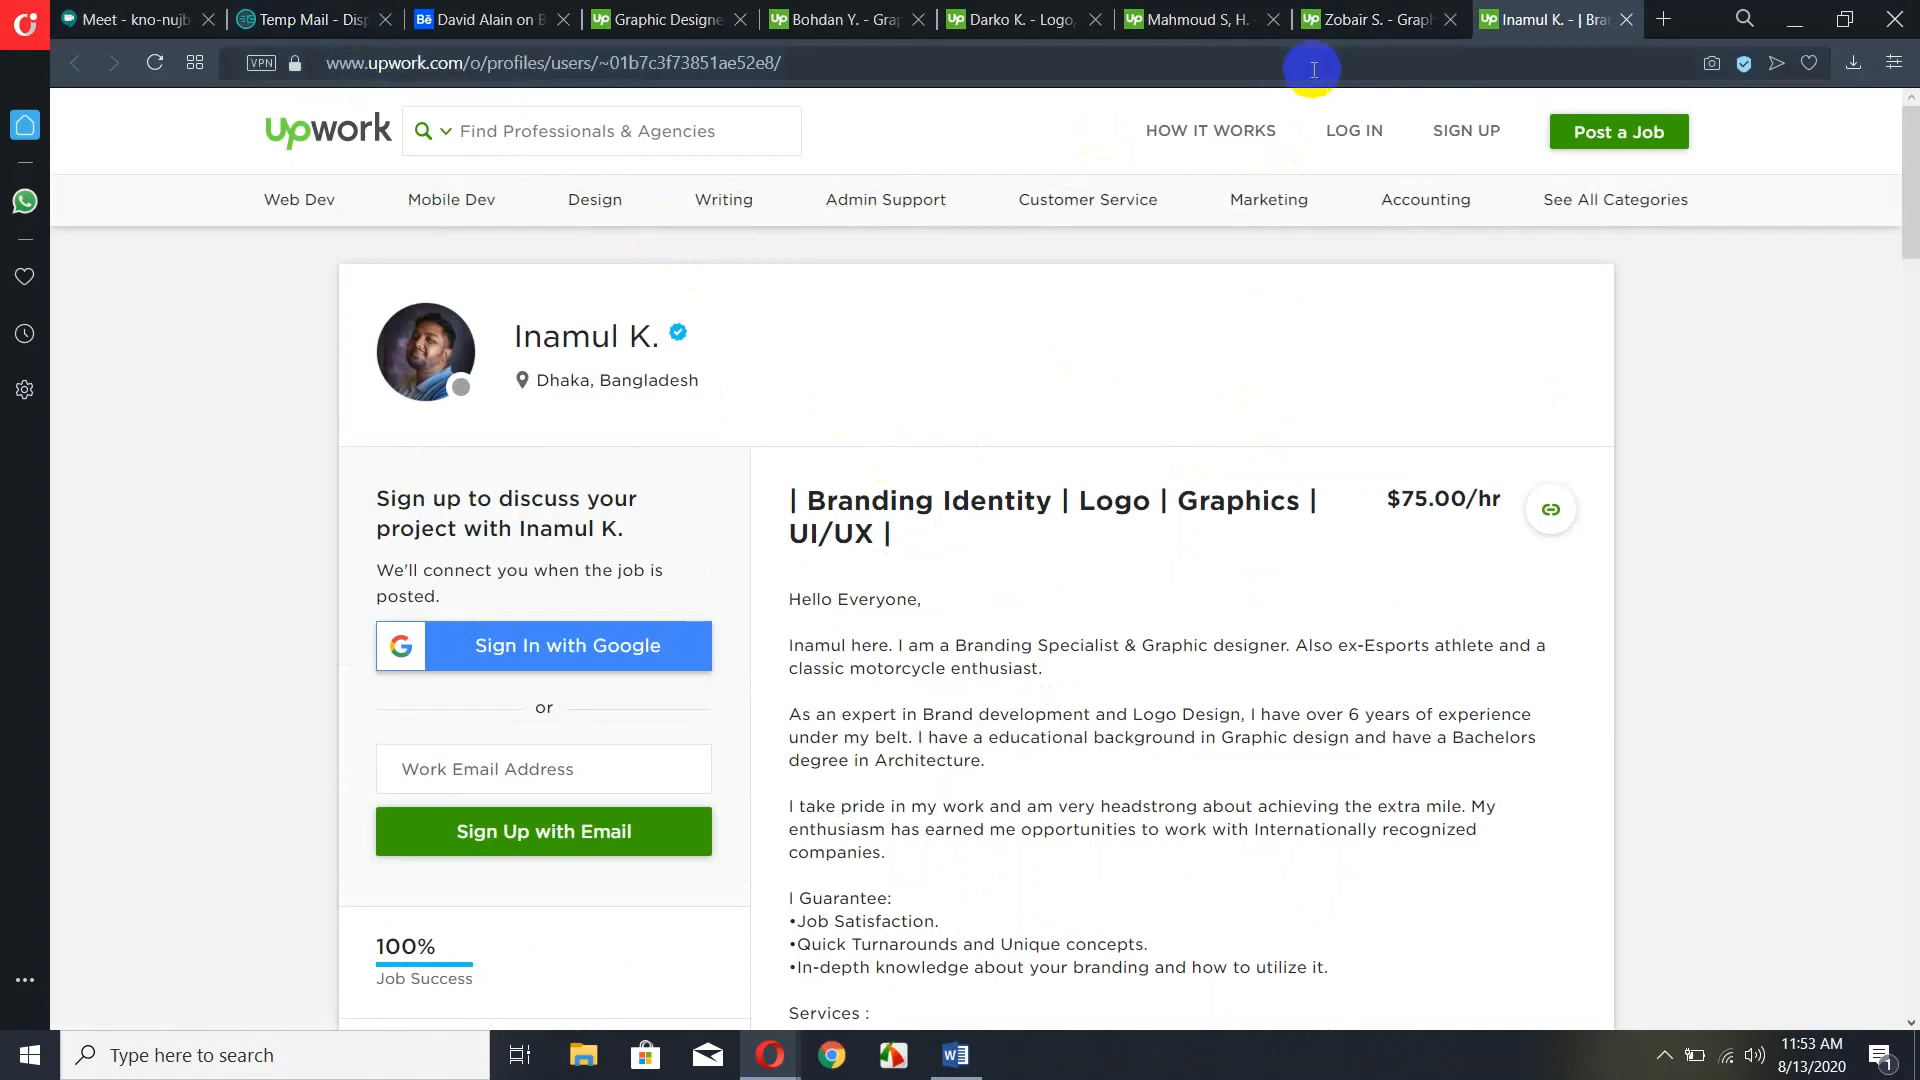 Meet - kno-nujb
Temp Mail - Disp
Bē David Alain on B
Up Graphic Designe
Up Bohdan Y. - Gra
Up Darko K. - Logo,
Up Mahmoud S, H. -
Up Zobair S. - Graph
Up Inamul K. - | Bra
VPN
www.upwork.com/o/profiles/users/~01b7c3f73851ae52e8/
upwork
Find Professionals & Agencies
HOW IT WORKS
LOG IN
SIGN UP
Post a Job
Web Dev
Mobile Dev
Design
Writing
Admin Support
Customer Service
Marketing
Accounting
See All Categories
Inamul K.
Dhaka, Bangladesh
Sign up to discuss your
project with Inamul K.
We'll connect you when the job is
posted.
G Sign In with Google
or
Work Email Address
Sign Up with Email
100%
Job Success
| Branding Identity | Logo | Graphics |
UI/UX |
$75.00/hr
Hello Everyone,
Inamul here. I am a Branding Specialist & Graphic designer. Also ex-Esports athlete and a
classic motorcycle enthusiast.
As an expert in Brand development and Logo Design, I have over 6 years of experience
under my belt. I have a educational background in Graphic design and have a Bachelors
degree in Architecture.
I take pride in my work and am very headstrong about achieving the extra mile. My
enthusiasm has earned me opportunities to work with Internationally recognized
companies.
I Guarantee:
•Job Satisfaction.
•Quick Turnarounds and Unique concepts.
•In-depth knowledge about your branding and how to utilize it.
Services :
Type here to search
W
11:53 AM
8/13/2020
1